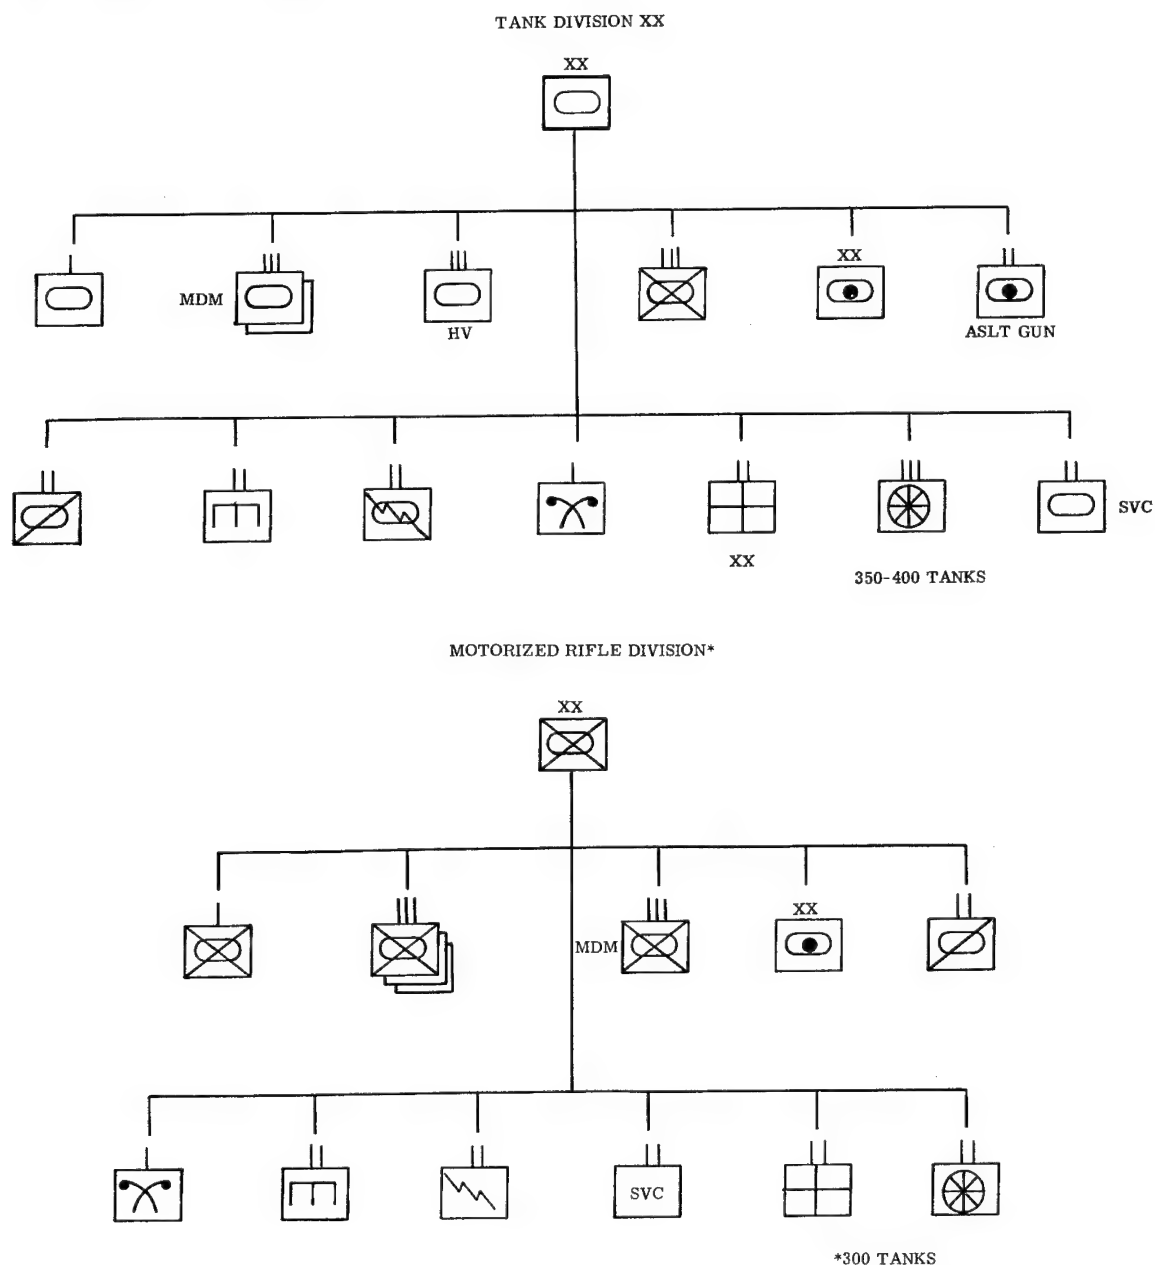 TANK DIVISION XX
XX
XX
MDM
HV
ASLT GUN
SVC
XX
350-400 TANKS
MOTORIZED RIFLE DIVISION*
XX
XX
MDM
SVC
*300 TANKS